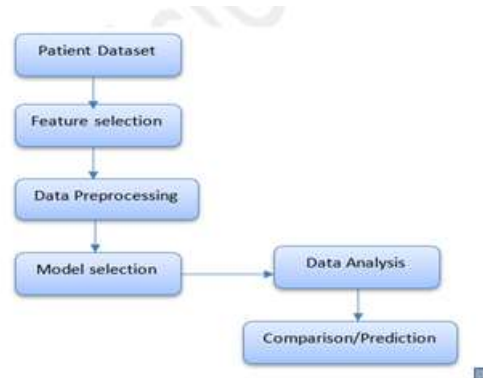 Patient Dataset
Feature selection
Data Preprocessing
Model selection
Data Analysis
Comparison/Prediction